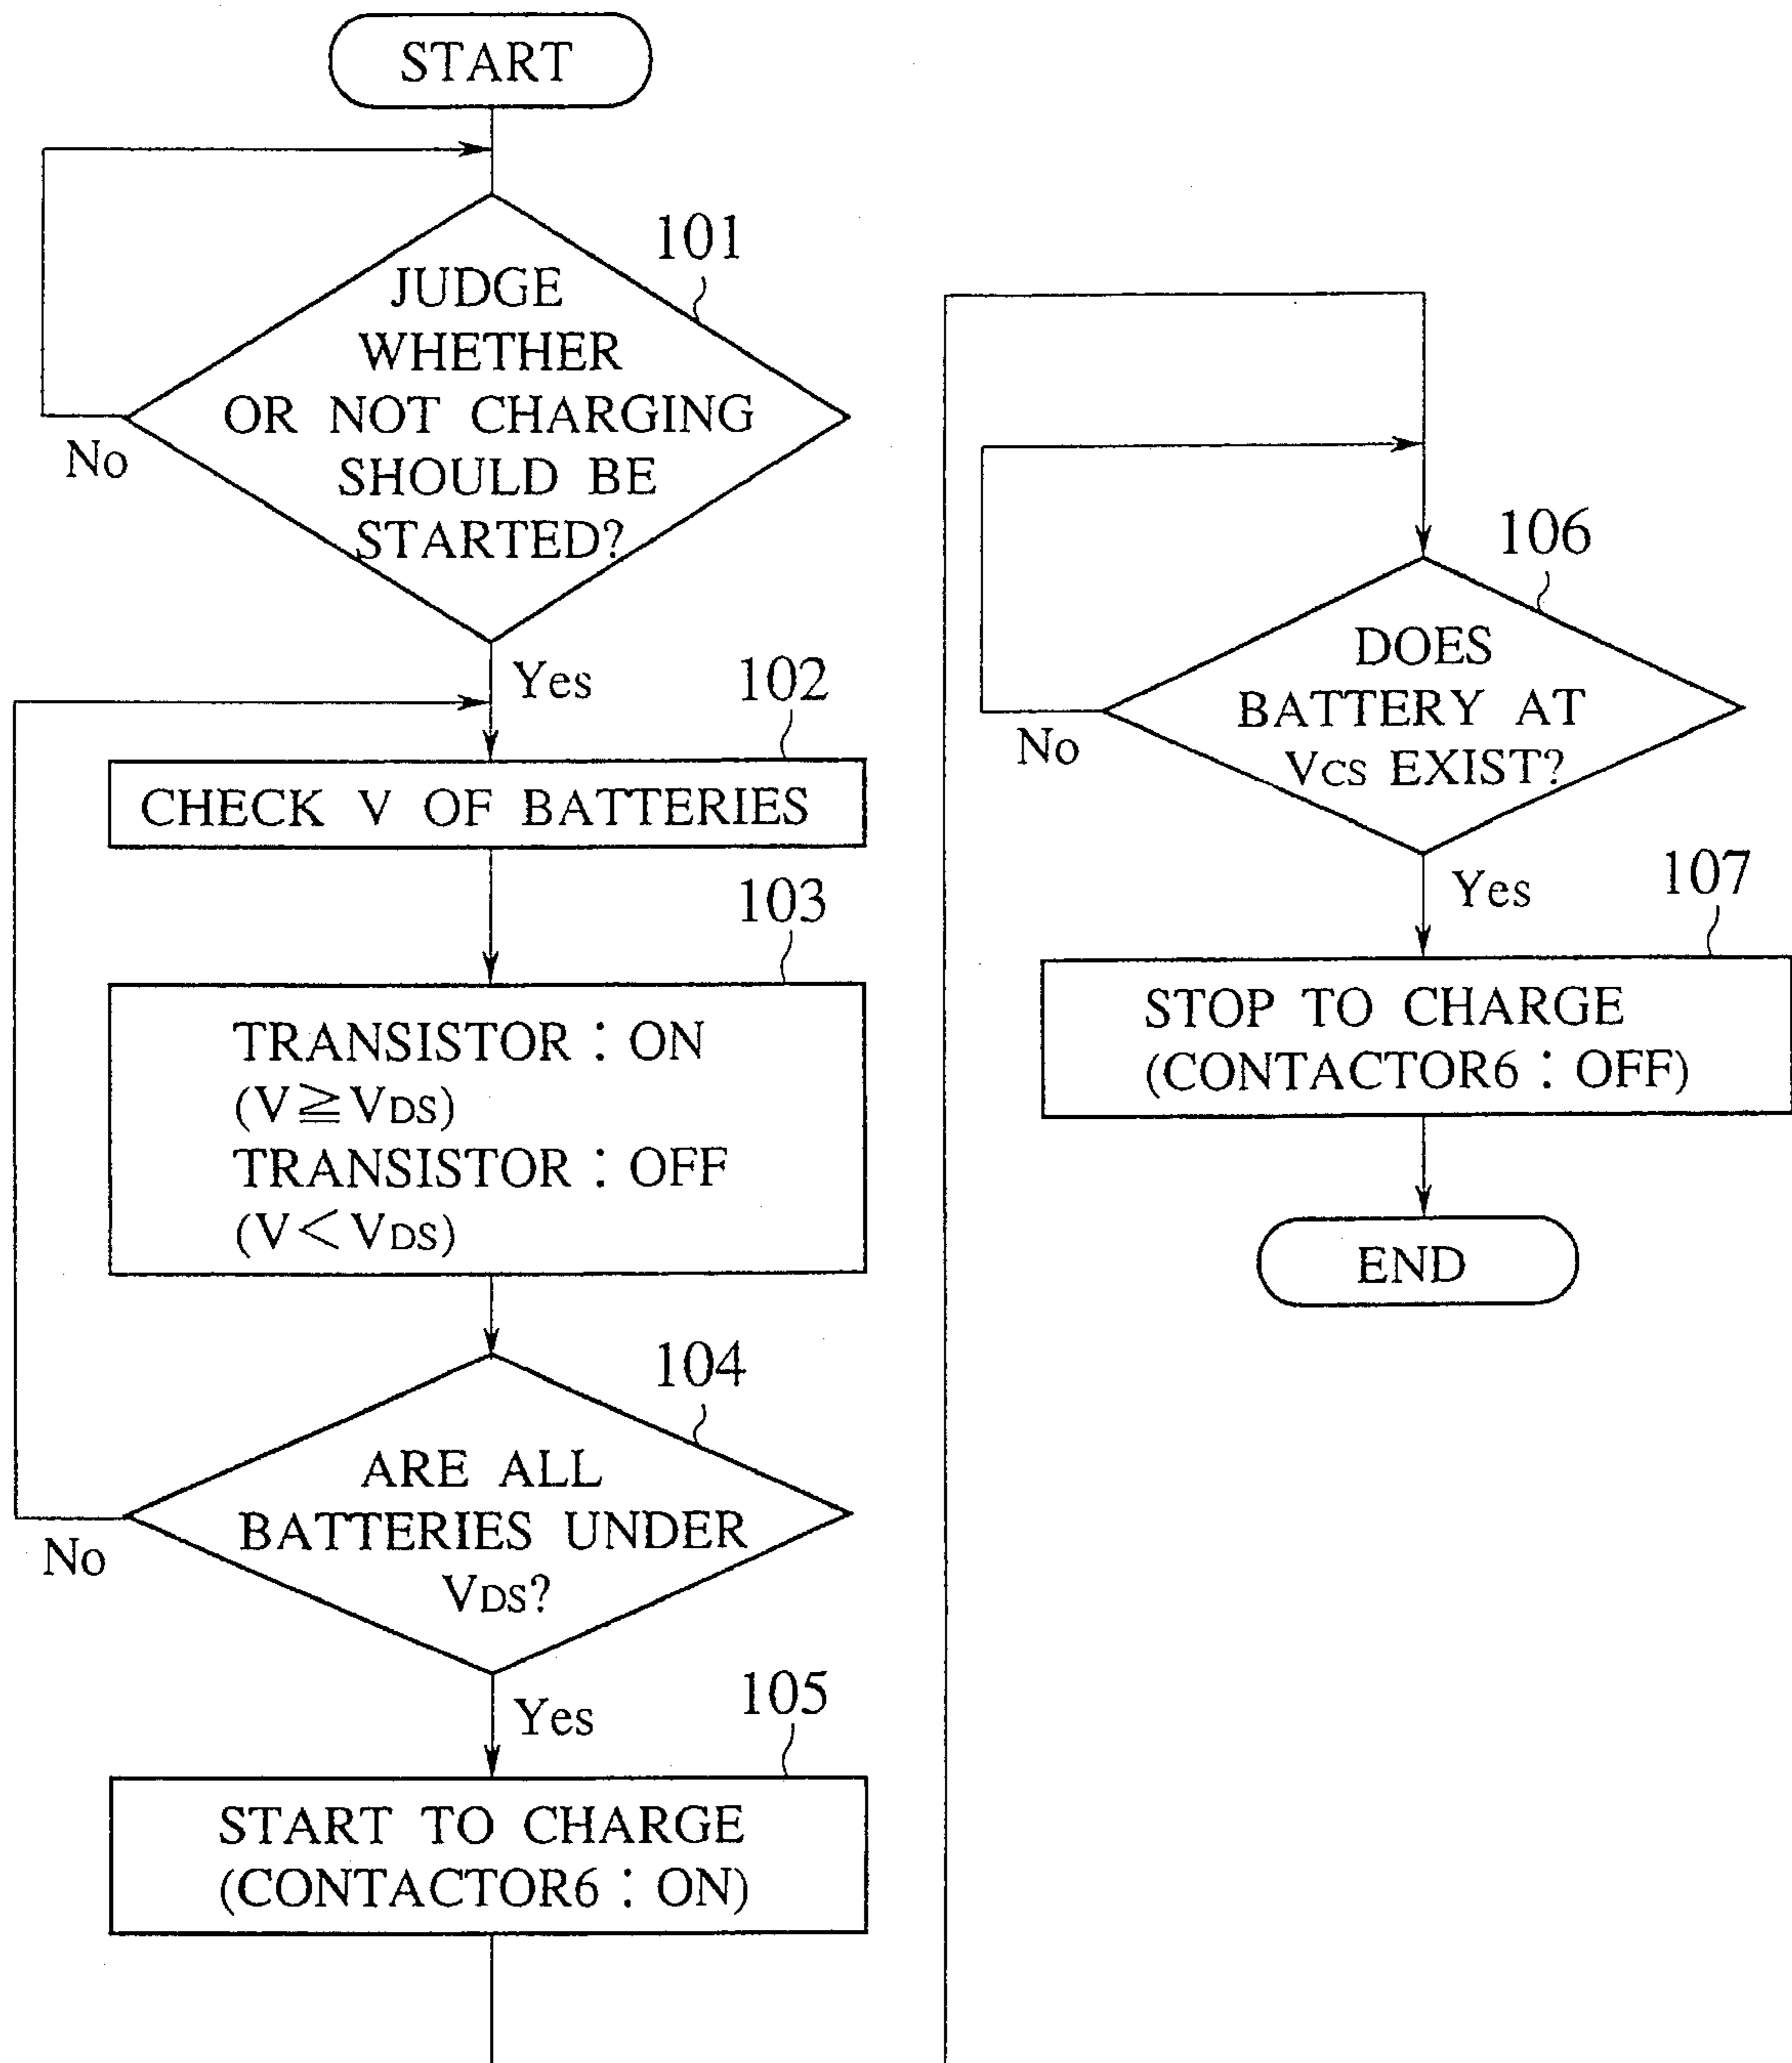 START
101
JUDGE
WHETHER
OR NOT CHARGING
SHOULD BE
STARTED?
No
Yes
102
CHECK V OF BATTERIES
103
TRANSISTOR : ON
(V≧VDS)
TRANSISTOR : OFF
(V<VDS)
104
ARE ALL
BATTERIES UNDER
VDS?
No
Yes
105
START TO CHARGE
(CONTACTOR6 : ON)
106
DOES
BATTERY AT
VCS EXIST?
No
Yes
107
STOP TO CHARGE
(CONTACTOR6 : OFF)
END